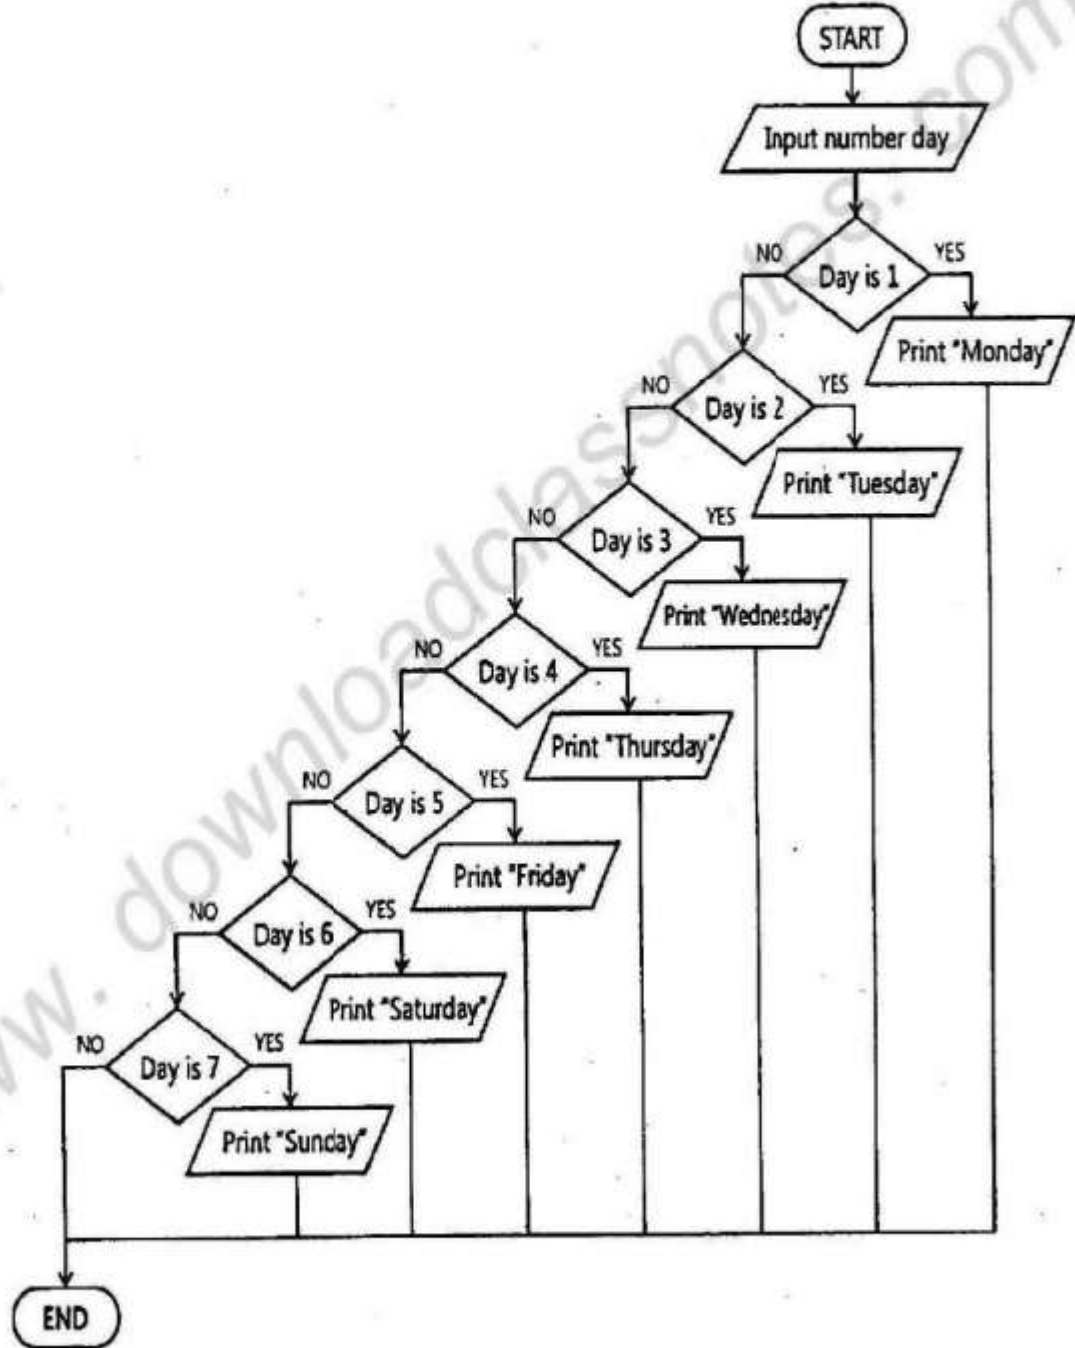 START
Input number day
NO
YES
Day is 1
Print "Monday"
NO
YES
Day is 2
Print "Tuesday"
NO
YES
Day is 3
Print "Wednesday"
NO
YES
Day is 4
Print "Thursday"
NO
YES
Day is 5
Print "Friday"
NO
YES
Day is 6
Print "Saturday"
NO
YES
Day is 7
Print "Sunday"
END
w. downloadclassnotes. com